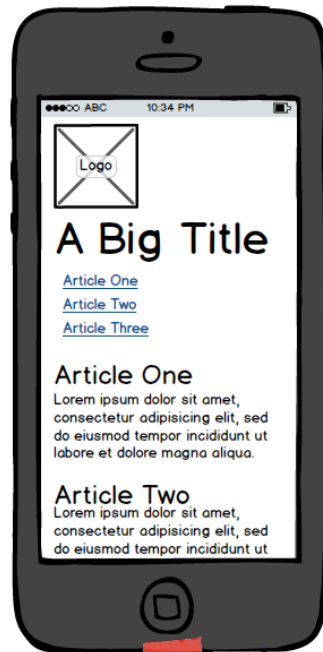 ABC 10:34 PM
Logo
A Big Title
Article One
Article Two
Article Three
Article One
Lorem ipsum dolor sit amet,
consectetur adipisicing elit, sed
do eiusmod tempor incididunt ut
labore et dolore magna aliqua.
Article Two
Lorem ipsum dolor sit amet,
consectetur adipisicing elit, sed
do eiusmod tempor incididunt ut